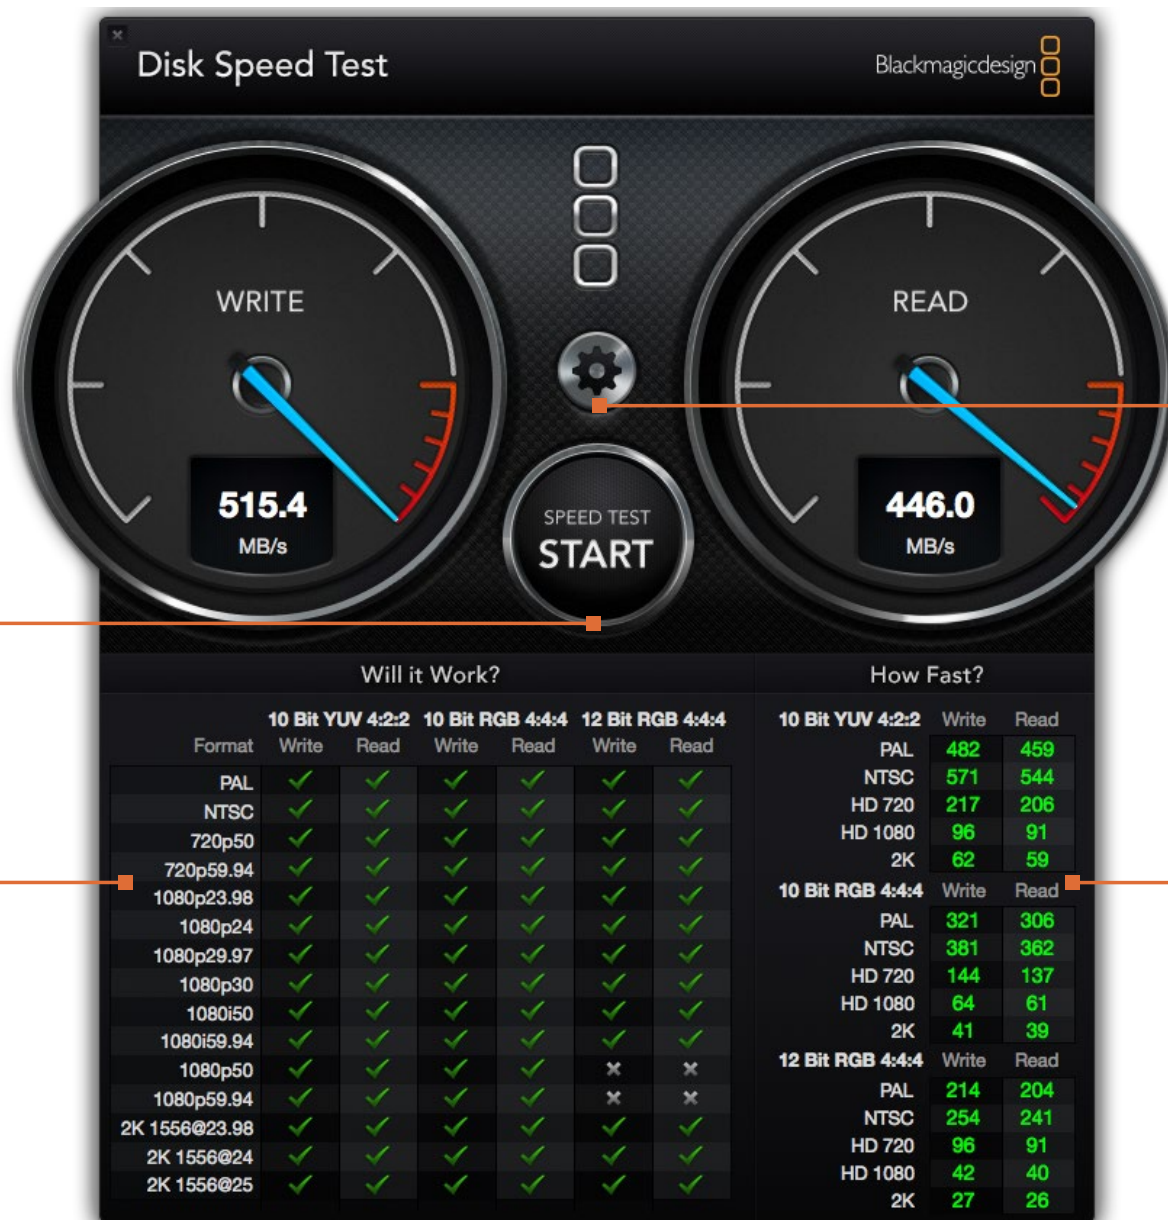 Disk Speed Test
Blackmagicdesign
WRITE
515.4
MB/s
READ
446.0
MB/s
SPEED TEST
START
Will it Work?
10 Bit YUV 4:2:2 10 Bit RGB 4:4:4 12 Bit RGB 4:4:4
Format Write Read Write Read Write Read
PAL
NTSC
720p50
720p59.94
1080p23.98
1080p24
1080p29.97
1080p30
1080i50
1080i59.94
1080p50
1080p59.94
2K 1556@23.98
2K 1556@24
2K 1556@25
How Fast?
10 Bit YUV 4:2:2 Write Read
PAL 482 459
NTSC 571 544
HD 720 217 206
HD 1080 96 91
2K 62 59
10 Bit RGB 4:4:4 Write Read
PAL 321 306
NTSC 381 362
HD 720 144 137
HD 1080 64 61
2K 41 39
12 Bit RGB 4:4:4 Write Read
PAL 214 204
NTSC 254 241
HD 720 96 91
HD 1080 42 40
2K 27 26